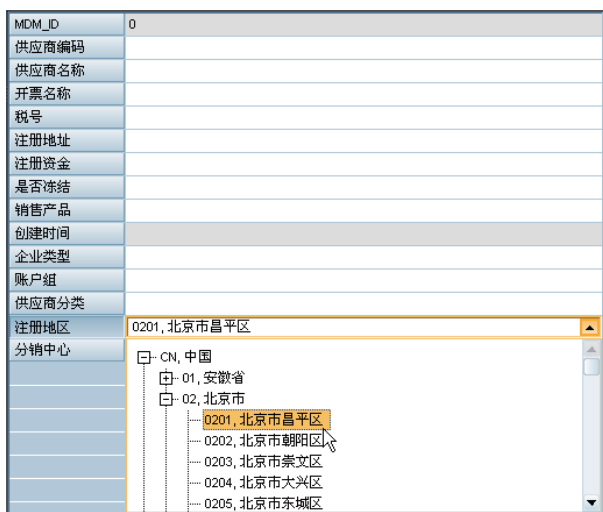 MDM_ID 0
供应商编码
供应商名称
开票名称
税号
注册地址
注册资金
是否冻结
销售产品
创建时间
企业类型
账户组
供应商分类
注册地区 0201, 北京市昌平区
分销中心
CN, 中国
01, 安徽省
02, 北京市
0201, 北京市昌平区
0202, 北京市朝阳区
0203, 北京市崇文区
0204, 北京市大兴区
0205, 北京市东城区